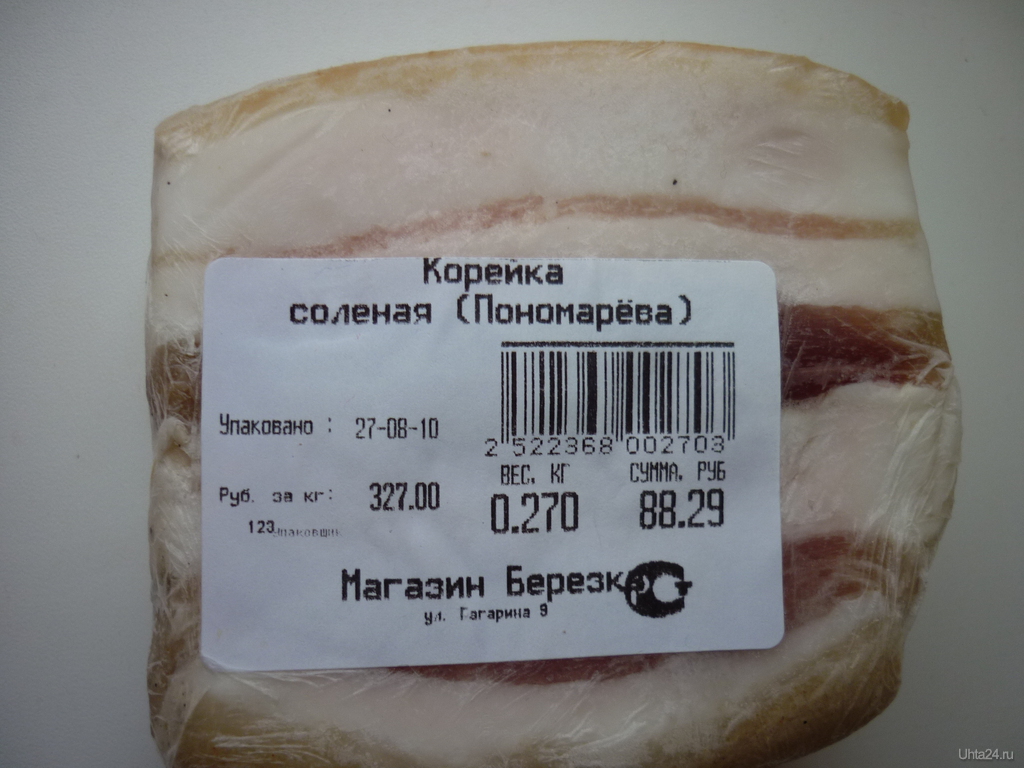 Корейка
соленая (Пономарёва)
2 522368 002703
Упаковано : 27-08-10
ВЕС, КГ СУММА, РУБ
Руб. за кг: 327.00 0.270 88.29
123 Упаковщик
Магазин Березка
ул. Гагарина 9
Uhta24.ru